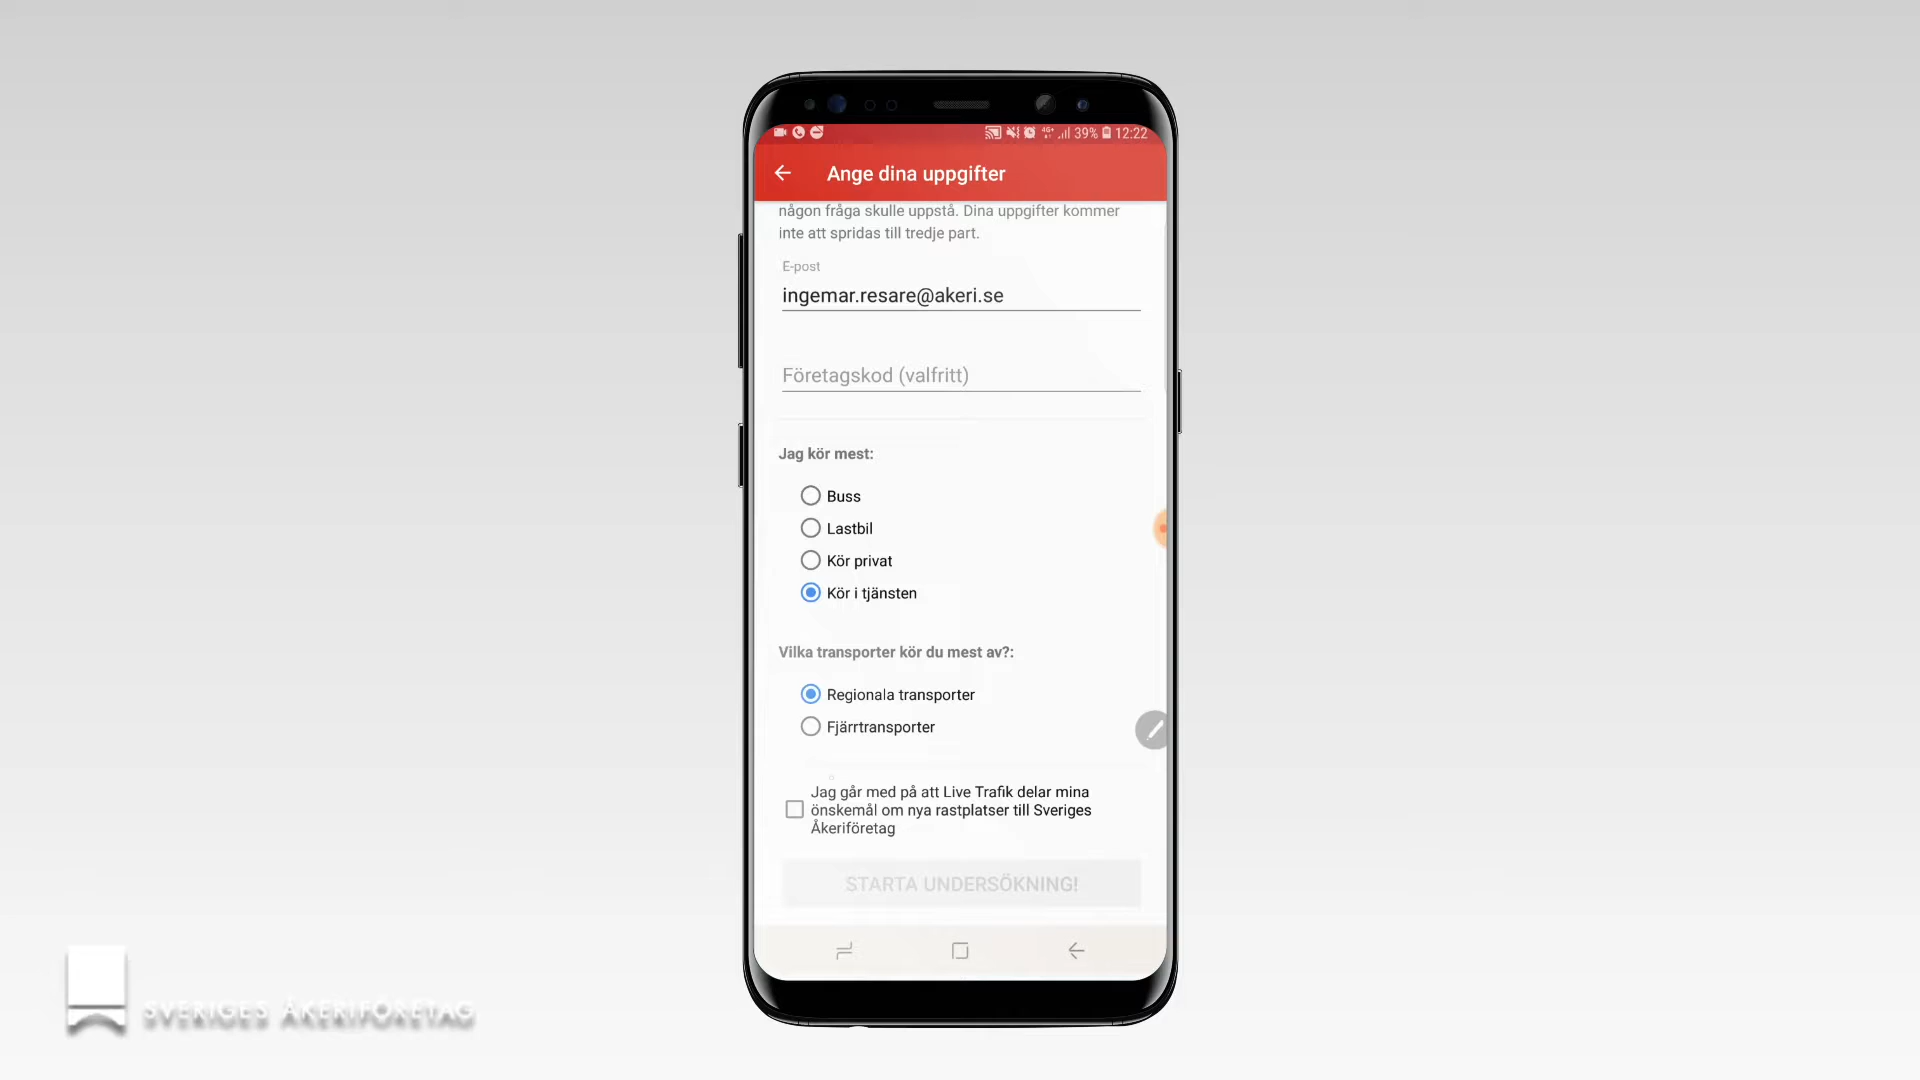 39% 12:22
Ange dina uppgifter
någon fråga skulle uppstå. Dina uppgifter kommer
inte att spridas till tredje part.
E-post
ingemar.resare@akeri.se
Företagskod (valfritt)
Jag kör mest:
Buss
Lastbil
Kör privat
Kör i tjänsten
Vilka transporter kör du mest av?:
Regionala transporter
Fjärrtransporter
Jag går med på att Live Trafik delar mina
önskemål om nya rastplatser till Sveriges
Åkeriföretag
STARTA UNDERSÖKNING!
SVERIGES ÅKERIFÖRETAG